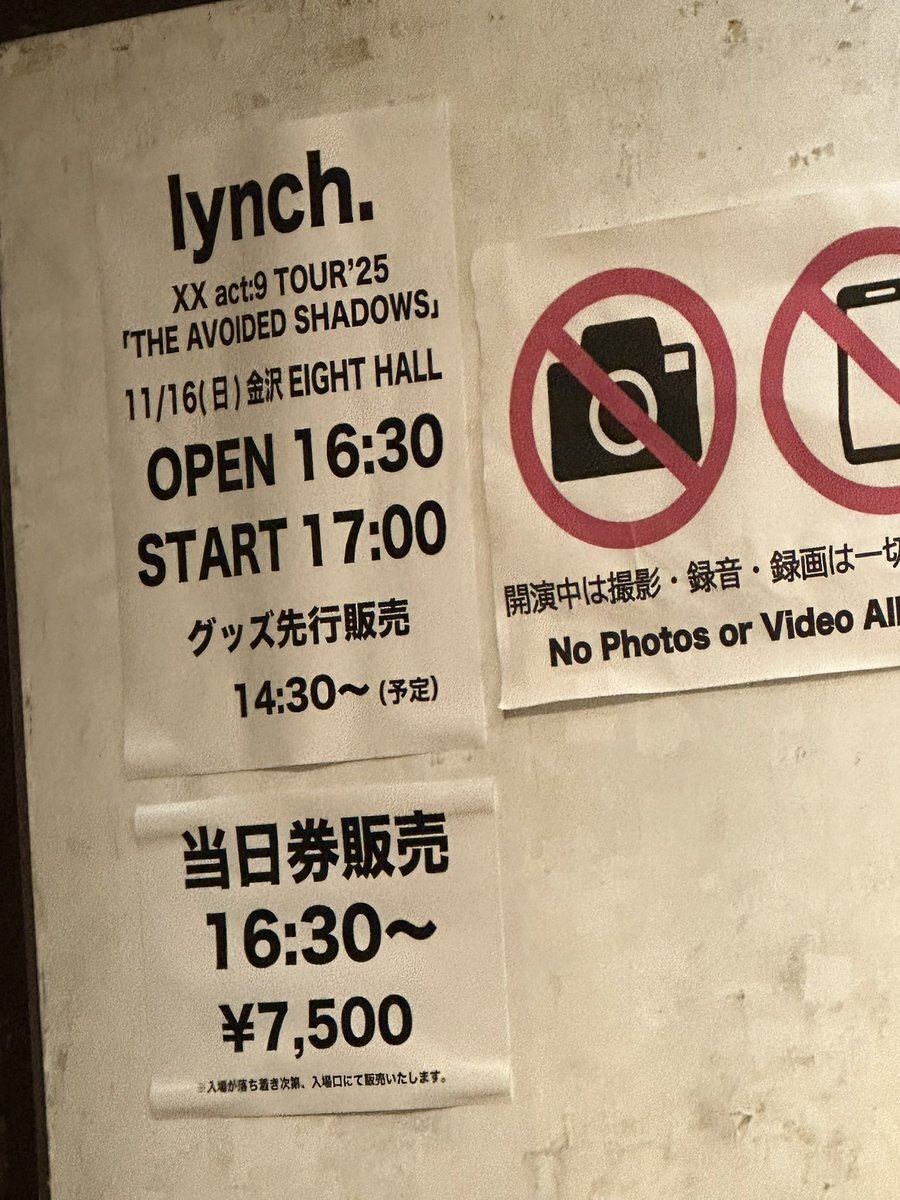 lynch.
XX act:9 TOUR'25
「THE AVOIDED SHADOWS」
11/16(日)金沢 EIGHT HALL
OPEN 16:30
START 17:00
グッズ先行販売
14:30〜 (予定)
当日券販売
16:30〜
¥7,500
※入場が落ち着き次第、入場口にて販売いたします。
開演中は撮影・録音・録画は一切
No Photos or Video All